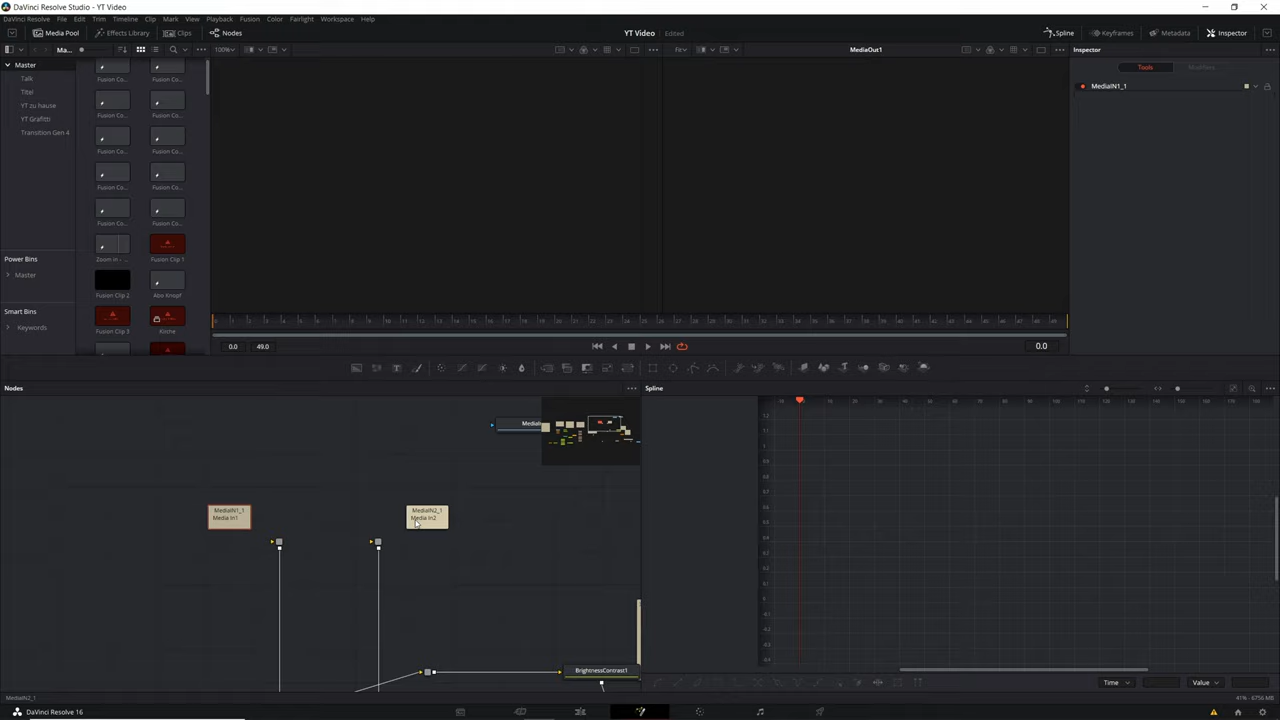 DaVinci Resolve Studio - YT Video
DaVinci Resolve File Edit Trim Timeline Clip Mark View Playback Fusion Color Fairlight Workspace Help
Media Pool Effects Library Clips Nodes YT Video Edited Spline Keyframes Metadata Inspector
Ma... 100% Fit MediaOut1 Inspector
Master
Talk
Titel
YT zu hause
YT Grafitti
Transition Gen 4
Power Bins
Master
Smart Bins
Keywords
Fusion Co... Fusion Co...
Fusion Co... Fusion Co...
Fusion Co... Fusion Co...
Fusion Co... Fusion Co...
Fusion Co... Fusion Co...
Zoom in -... Fusion Clip 1
Fusion Clip 2 Abo Knopf
Fusion Clip 3 Küche
Tools Modifiers
MediaIN1_1
0.0 49.0 0.0
Nodes Spline
MediaIN1_1
Media In1
MediaIN2_1
Media In2
BrightnessContrast1
Time Value
MediaIN2_1 41% - 6756 MB
DaVinci Resolve 16